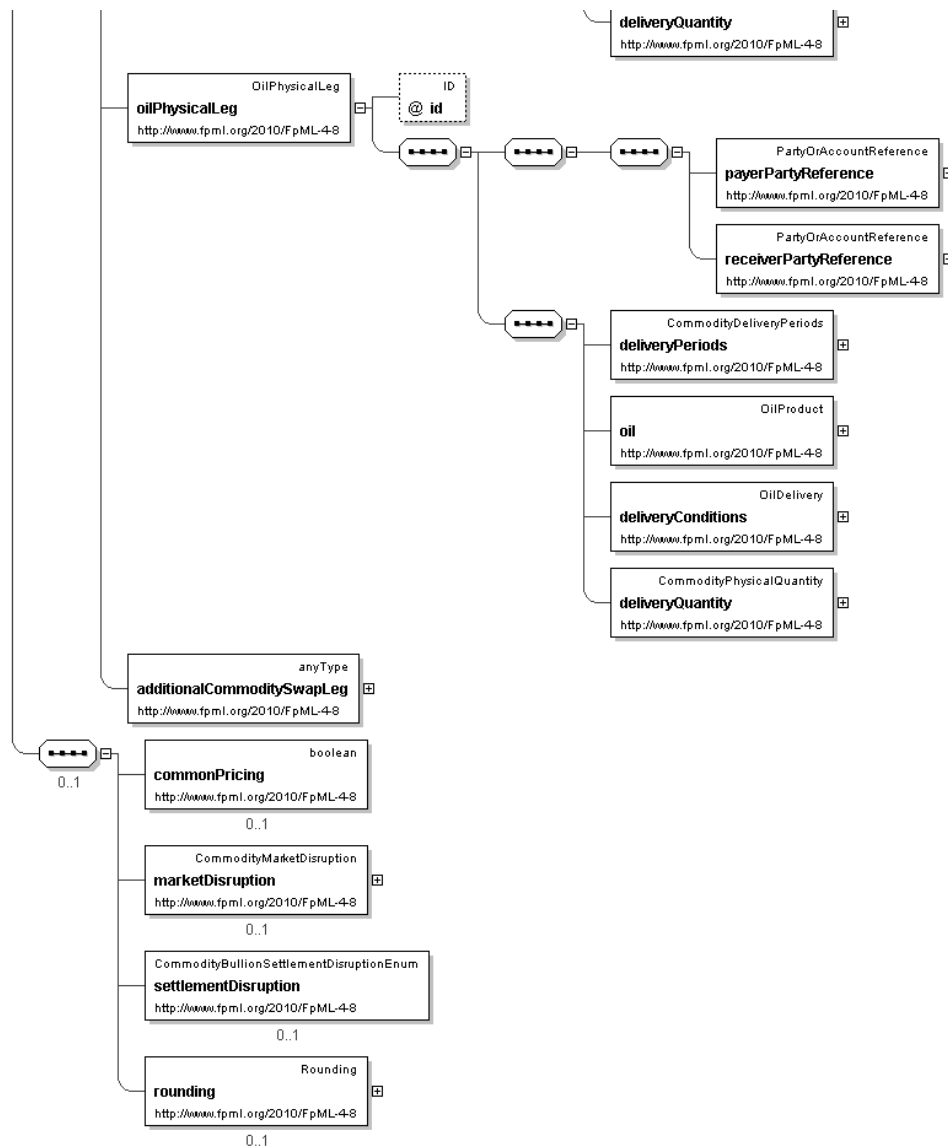 deliveryQuantity
http://www.fpml.org/2010/FpML-4-8
OilPhysicalLeg
oilPhysicalLeg
http://www.fpml.org/2010/FpML-4-8
ID
@ id
PartyOrAccountReference
payerPartyReference
http://www.fpml.org/2010/FpML-4-8
PartyOrAccountReference
receiverPartyReference
http://www.fpml.org/2010/FpML-4-8
CommodityDeliveryPeriods
deliveryPeriods
http://www.fpml.org/2010/FpML-4-8
OilProduct
oil
http://www.fpml.org/2010/FpML-4-8
OilDelivery
deliveryConditions
http://www.fpml.org/2010/FpML-4-8
CommodityPhysicalQuantity
deliveryQuantity
http://www.fpml.org/2010/FpML-4-8
anyType
additionalCommoditySwapLeg
http://www.fpml.org/2010/FpML-4-8
0..1
boolean
commonPricing
http://www.fpml.org/2010/FpML-4-8
0..1
CommodityMarketDisruption
marketDisruption
http://www.fpml.org/2010/FpML-4-8
0..1
CommodityBullionSettlementDisruptionEnum
settlementDisruption
http://www.fpml.org/2010/FpML-4-8
0..1
Rounding
rounding
http://www.fpml.org/2010/FpML-4-8
0..1